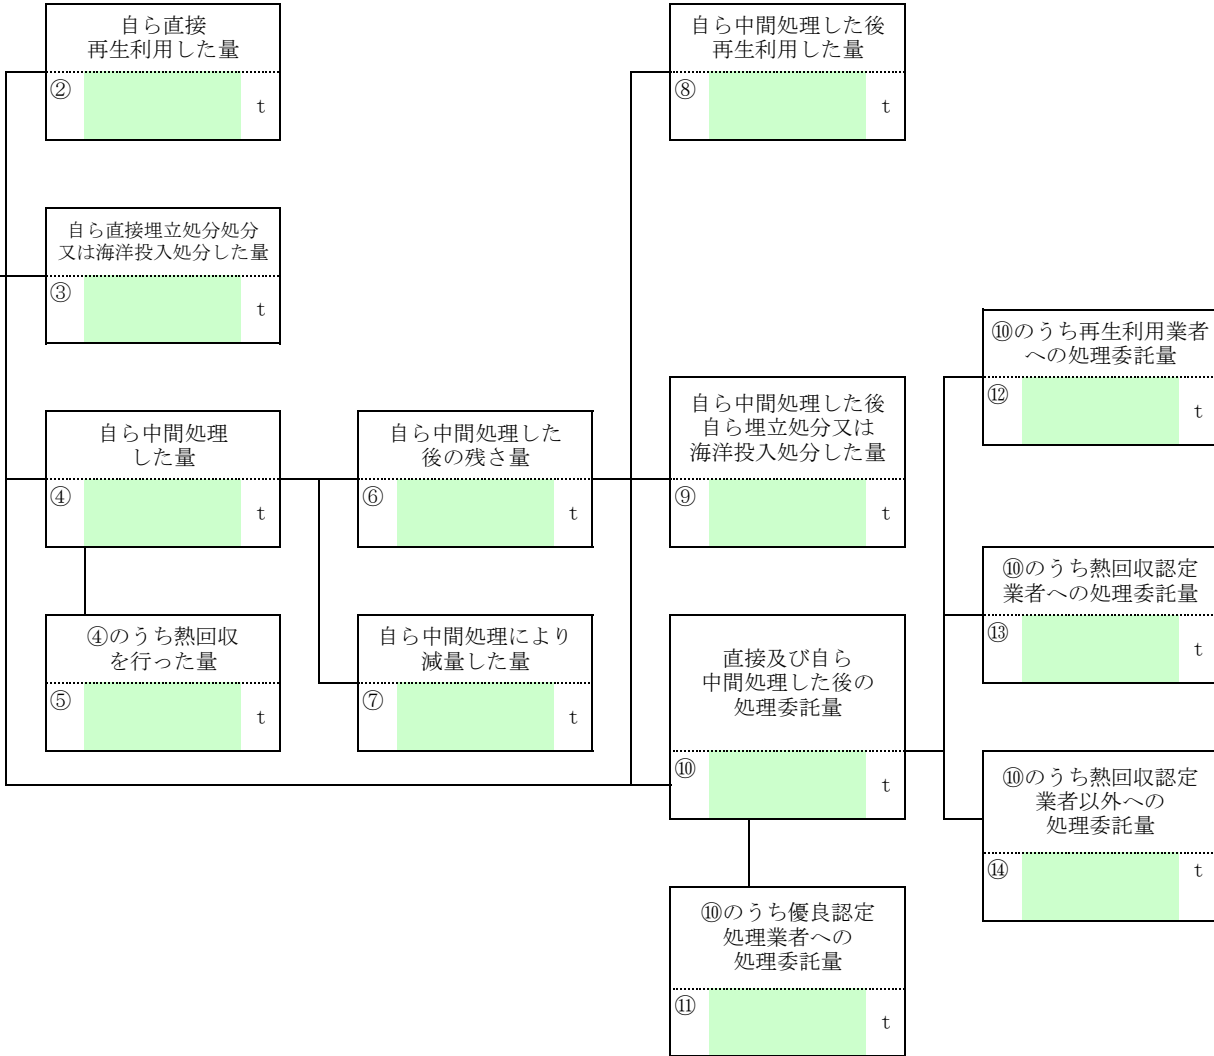 自ら直接
再生利用した量
② t
自ら中間処理した後
再生利用した量
⑧ t
自ら直接埋立処分処分
又は海洋投入処分した量
③ t
⑩のうち再生利用業者
への処理委託量
⑫ t
自ら中間処理
した量
④ t
自ら中間処理した
後の残さ量
⑥ t
自ら中間処理した後
自ら埋立処分又は
海洋投入処分した量
⑨ t
⑩のうち熱回収認定
業者への処理委託量
⑬ t
④のうち熱回収
を行った量
⑤ t
自ら中間処理により
減量した量
⑦ t
直接及び自ら
中間処理した後の
処理委託量
⑩ t
⑩のうち熱回収認定
業者以外への
処理委託量
⑭ t
⑩のうち優良認定
処理業者への
処理委託量
⑪ t